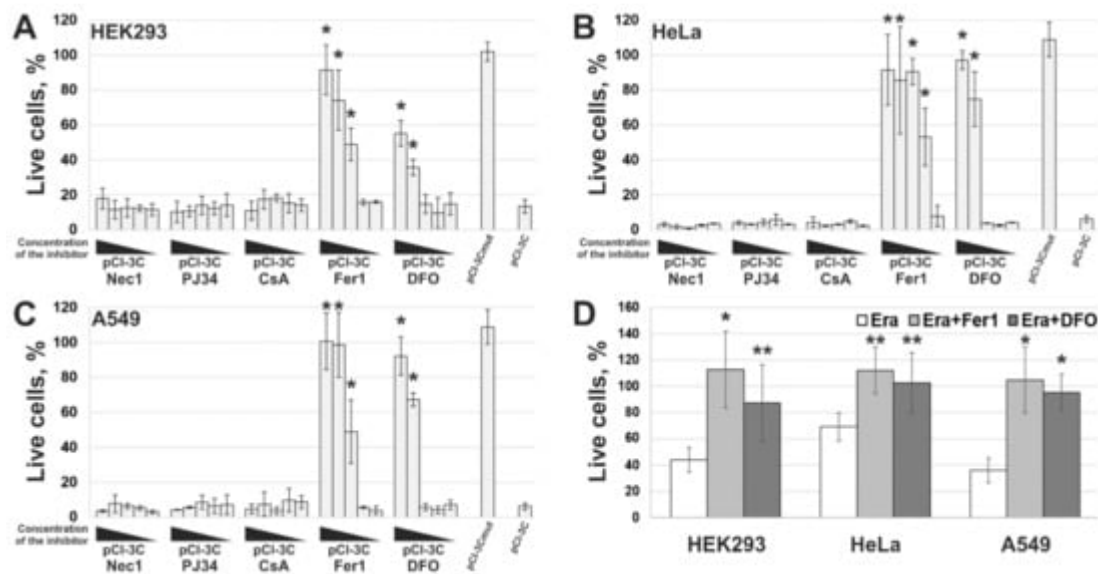 A HEK293
Live cells, %
120
100
80
60
40
20
0
* * * * *
Concentration of the inhibitor
pCI-3C pCI-3C pCI-3C pCI-3C pCI-3C
Nec1 PJ34 CsA Fer1 DFO
pCI-3Cmut
pCI-3C
B HeLa
Live cells, %
120
100
80
60
40
20
0
** * * * *
Concentration of the inhibitor
pCI-3C pCI-3C pCI-3C pCI-3C pCI-3C
Nec1 PJ34 CsA Fer1 DFO
pCI-3Cmut
pCI-3C
C A549
Live cells, %
120
100
80
60
40
20
0
** * * *
Concentration of the inhibitor
pCI-3C pCI-3C pCI-3C pCI-3C pCI-3C
Nec1 PJ34 CsA Fer1 DFO
pCI-3Cmut
pCI-3C
D
Era Era+Fer1 Era+DFO
Live cells, %
160
140
120
100
80
60
40
20
0
* ** ** ** * *
HEK293 HeLa A549